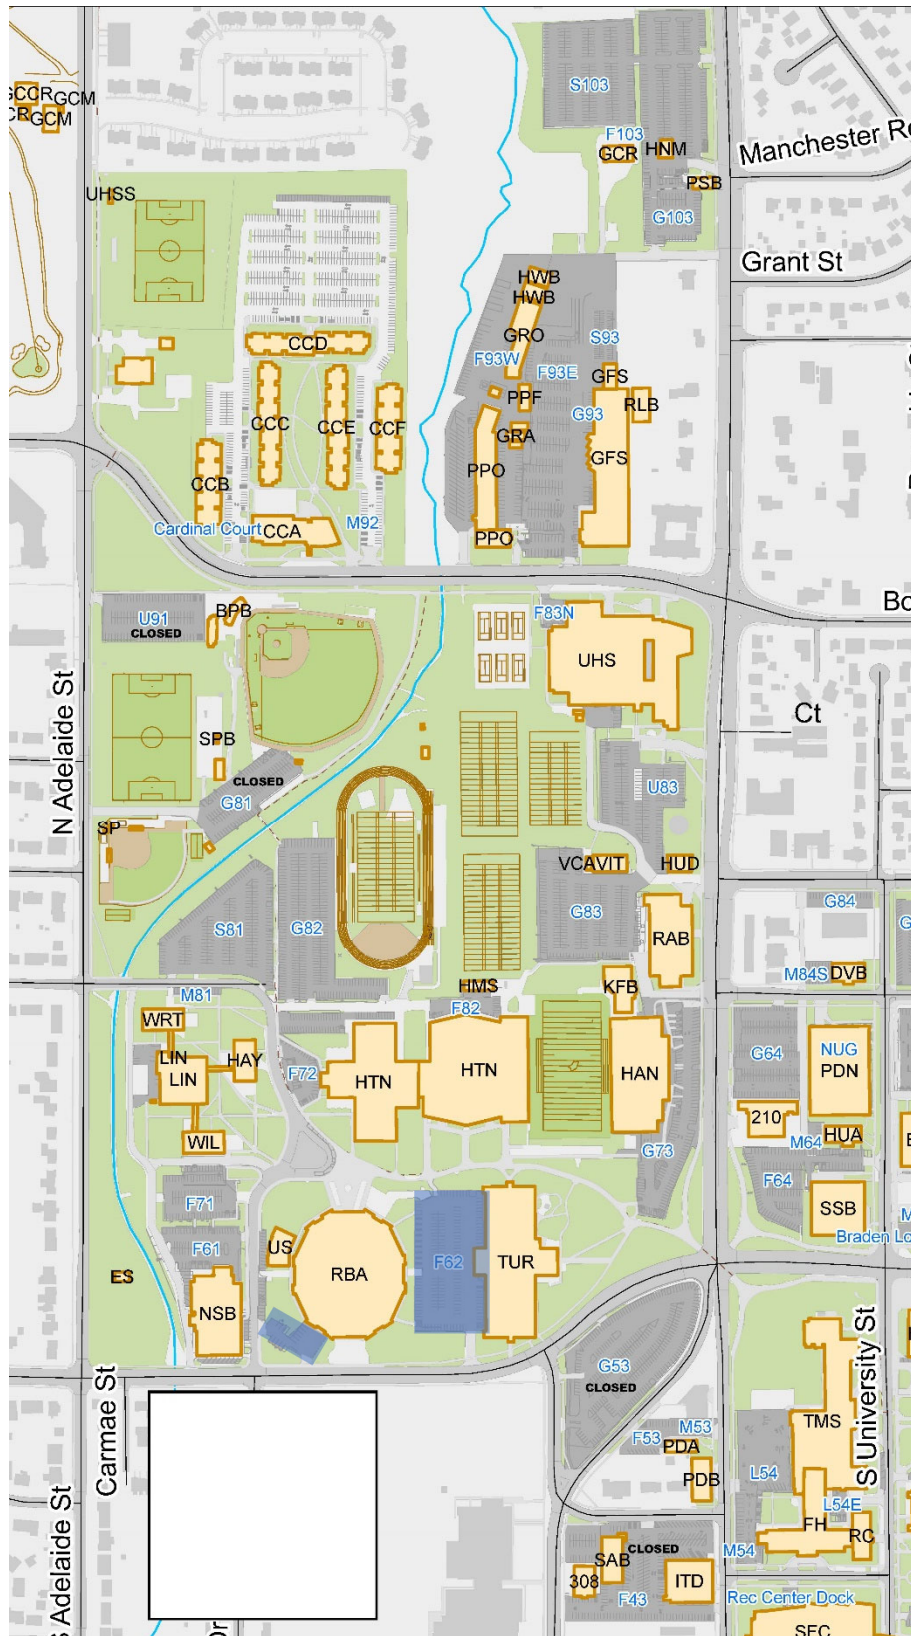 GCCR
GCM
CR
GCM
UHSS
S103
F103
GCR
HNM
PSB
G103
Manchester
Grant St
HWB
HWB
GRO
F93W
F93E
S93
GFS
PPF
G93
RLB
GRA
GFS
PPO
PPO
CCD
CCC
CCE
CCF
CCB
Cardinal Court
CCA
M92
U91
CLOSED
BPB
F83N
UHS
N Adelaide St
Ct
SPB
CLOSED
G81
U83
SP
VCAVIT
HUD
S81
G82
G83
RAB
G84
M84S
DVB
M81
HMS
KFB
F82
WRT
LIN
LIN
HAY
F72
HTN
HTN
HAN
G64
NUG
PDN
210
HUA
M64
WIL
G73
F64
SSB
F71
F61
US
RBA
F62
TUR
Braden
ES
NSB
G53
CLOSED
S University St
Carmae St
M53
F53
PDA
PDB
TMS
L54
L54E
FH
RC
M54
S Adelaide St
CLOSED
SAB
308
F43
ITD
Rec Center Dock
SFC